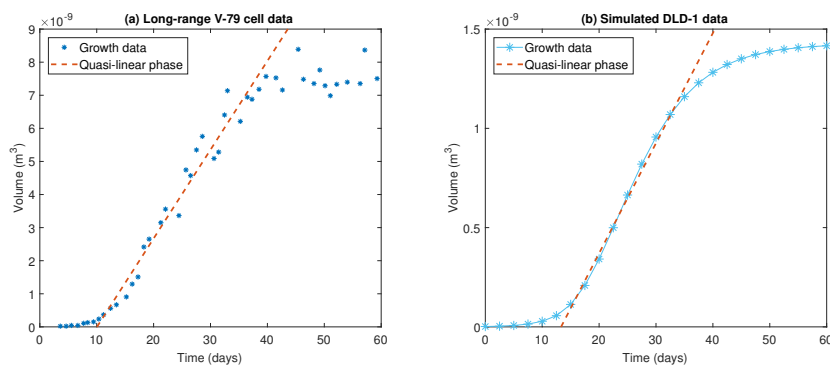 (a) Long-range V-79 cell data
×10⁻⁹
9
8
7
6
5
4
3
2
1
0
Volume (m³)
Growth data
Quasi-linear phase
0 10 20 30 40 50 60
Time (days)
(b) Simulated DLD-1 data
×10⁻⁹
1.5
1
0.5
0
Volume (m³)
Growth data
Quasi-linear phase
0 10 20 30 40 50 60
Time (days)